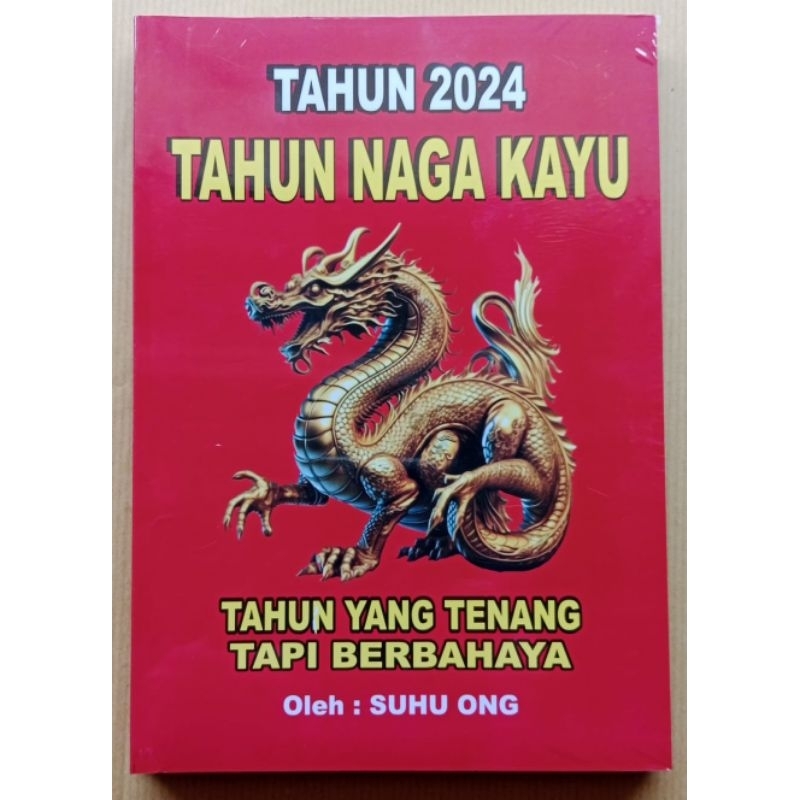 TAHUN 2024
TAHUN NAGA KAYU
TAHUN YANG TENANG
TAPI BERBAHAYA
Oleh : SUHU ONG